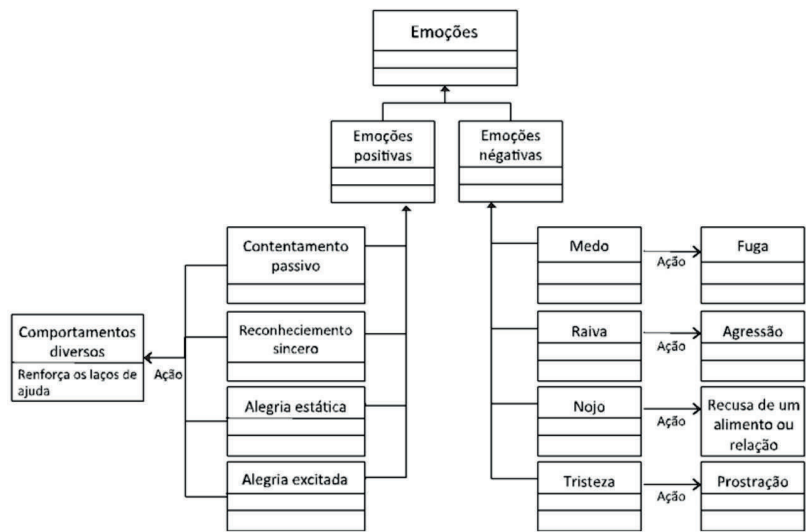 Emoções
Emoções
positivas
Emoções
négativas
Contentamento
passivo
Reconheciemento
sincero
Alegria estática
Alegria excitada
Comportamentos
diversos
Renforça os laços de
ajuda
Ação
Medo
Ação
Fuga
Raiva
Ação
Agressão
Nojo
Ação
Recusa de um
alimento ou
relação
Tristeza
Ação
Prostração